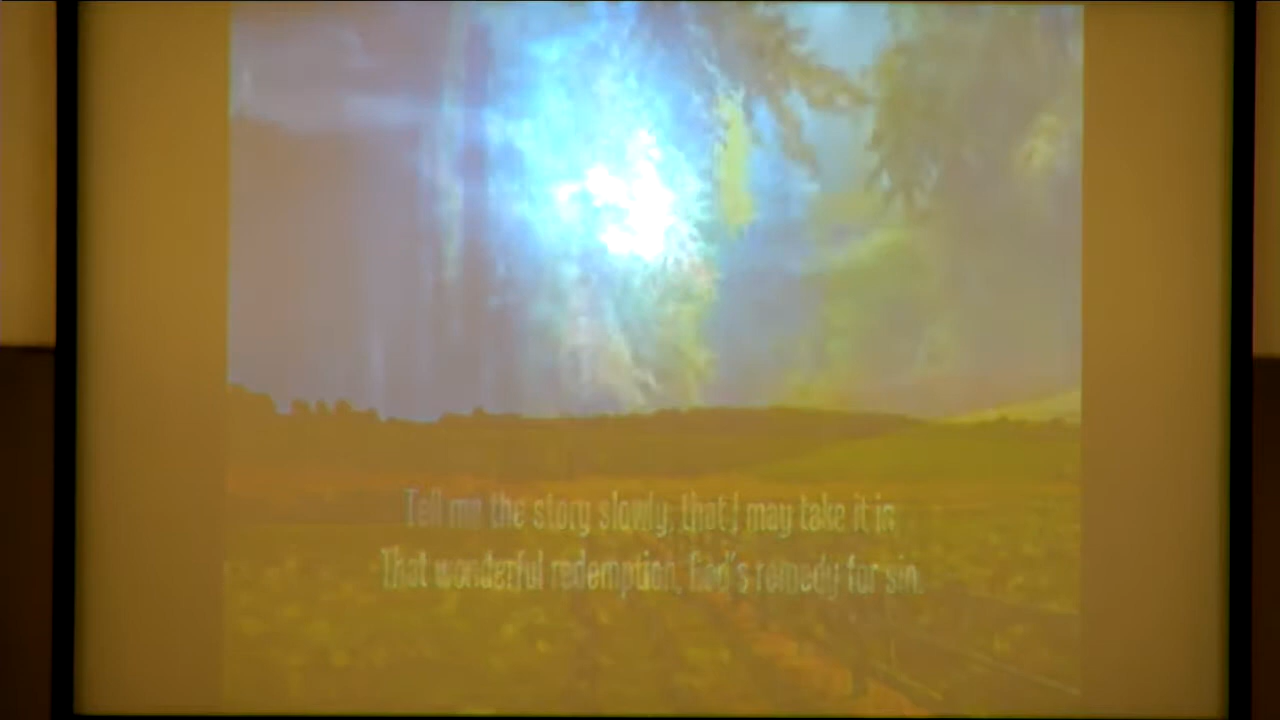 Tell me the story slowly, that I may take it in
That wonderful redemption, God's remedy for sin.